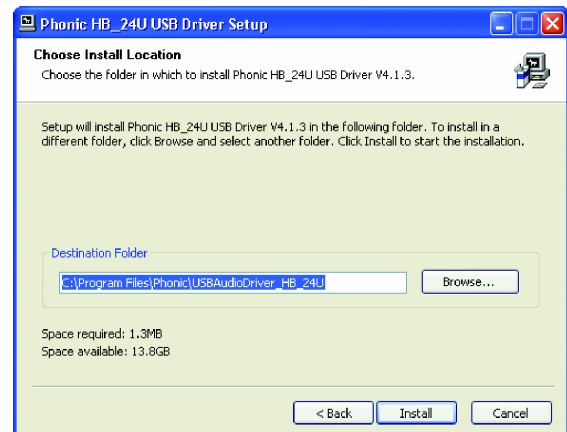 Phonic HB_24U USB Driver Setup
Choose Install Location
Choose the folder in which to install Phonic HB_24U USB Driver V4.1.3.
Setup will install Phonic HB_24U USB Driver V4.1.3 in the following folder. To install in a
different folder, click Browse and select another folder. Click Install to start the installation.
Destination Folder
C:\Program Files\Phonic\USBAudioDriver_HB_24U
Browse...
Space required: 1.3MB
Space available: 13.8GB
< Back
Install
Cancel